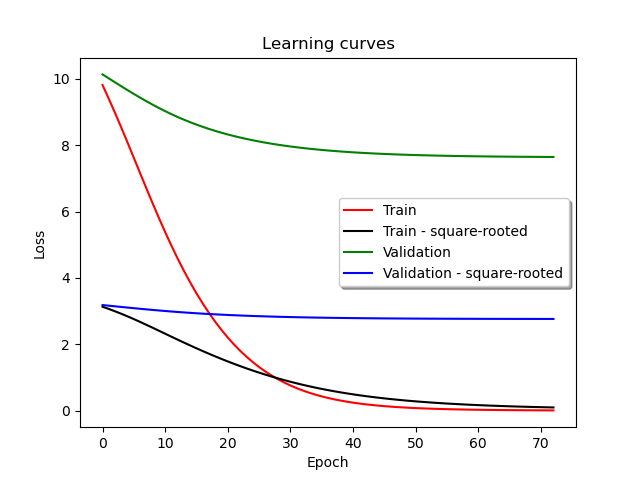 Learning curves
10
8
6
4
2
0
Loss
Train
Train - square-rooted
Validation
Validation - square-rooted
0 10 20 30 40 50 60 70
Epoch